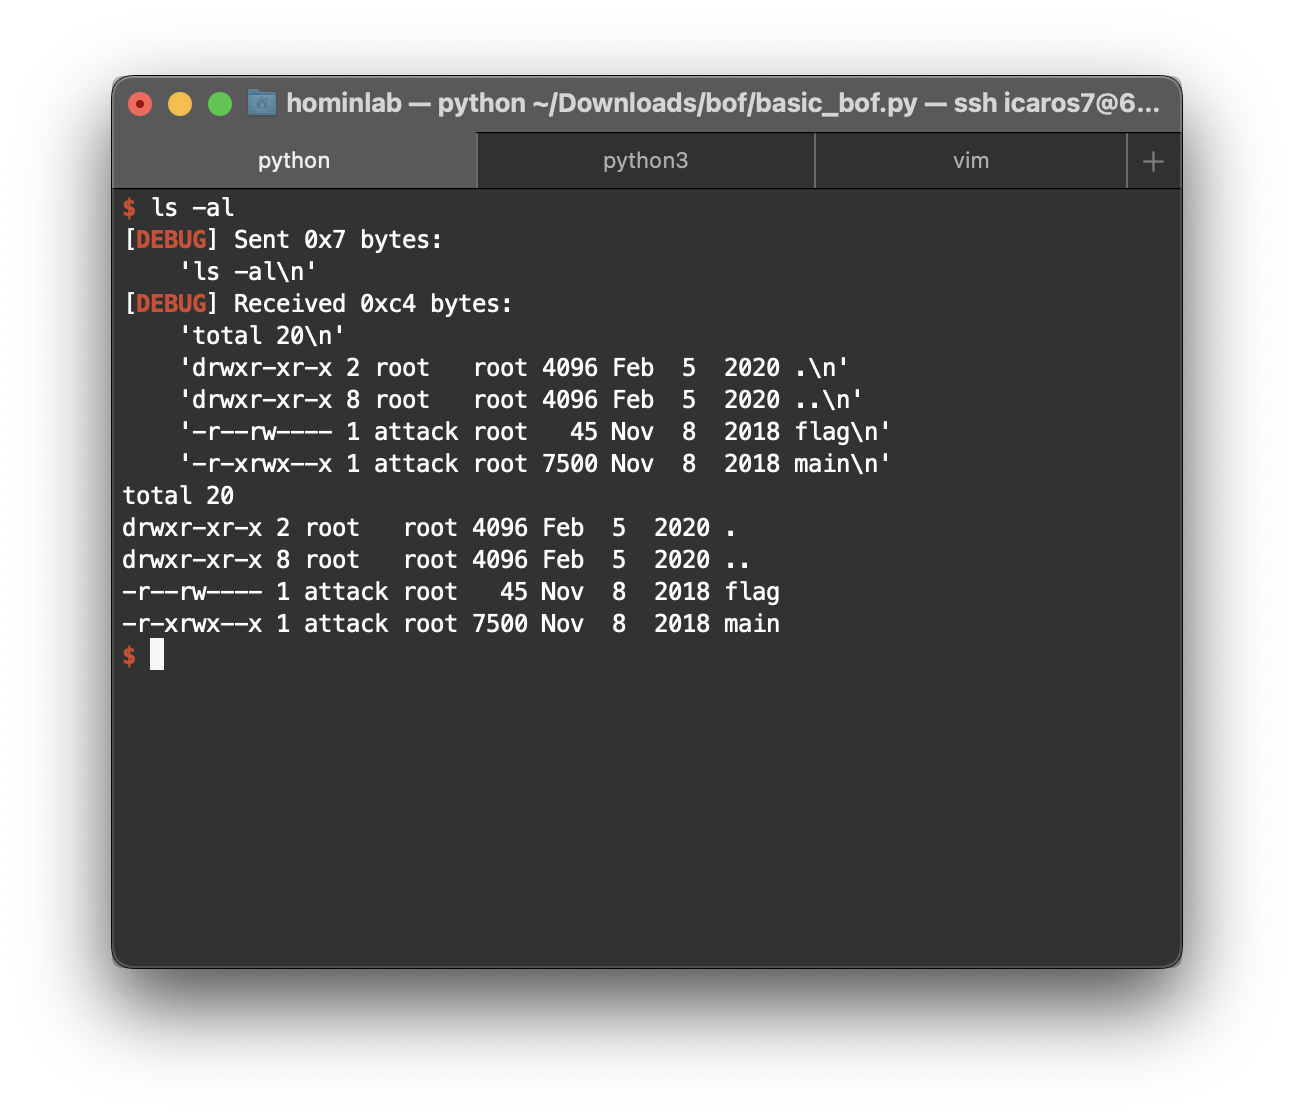 hominlab — python ~/Downloads/bof/basic_bof.py — ssh icaros7@6...
python python3 vim +
$ ls -al
[DEBUG] Sent 0x7 bytes:
    'ls -al\n'
[DEBUG] Received 0xc4 bytes:
    'total 20\n'
    'drwxr-xr-x 2 root   root 4096 Feb  5  2020 .\n'
    'drwxr-xr-x 8 root   root 4096 Feb  5  2020 ..\n'
    '-r--rw---- 1 attack root   45 Nov  8  2018 flag\n'
    '-r-xrwx--x 1 attack root 7500 Nov  8  2018 main\n'
total 20
drwxr-xr-x 2 root   root 4096 Feb  5  2020 .
drwxr-xr-x 8 root   root 4096 Feb  5  2020 ..
-r--rw---- 1 attack root   45 Nov  8  2018 flag
-r-xrwx--x 1 attack root 7500 Nov  8  2018 main
$